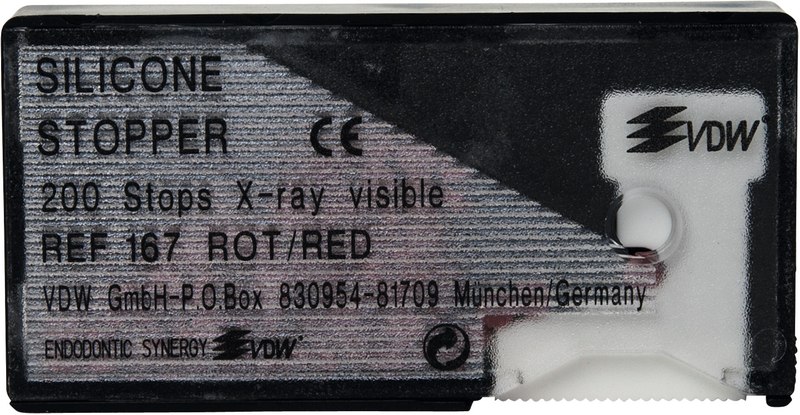 SILICONE
STOPPER CE
VDW
200 Stops X-ray visible
REF 167 ROT/RED
VDW GmbH-P.O.Box 830954-81709 München/Germany
ENDODONTIC SYNERGY VDW